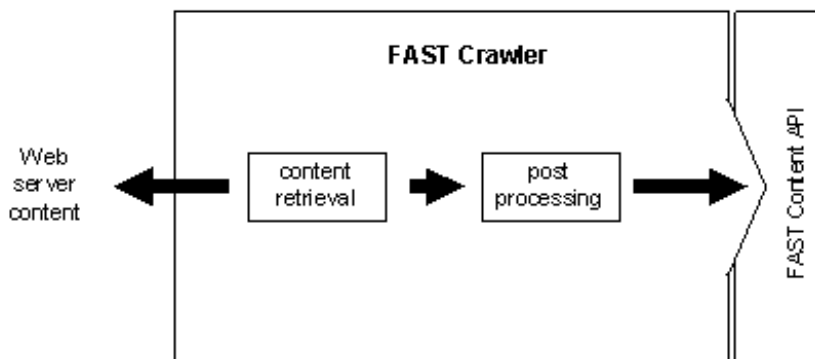 FAST Crawler
Web
server
content
content
retrieval
post
processing
FAST Content API